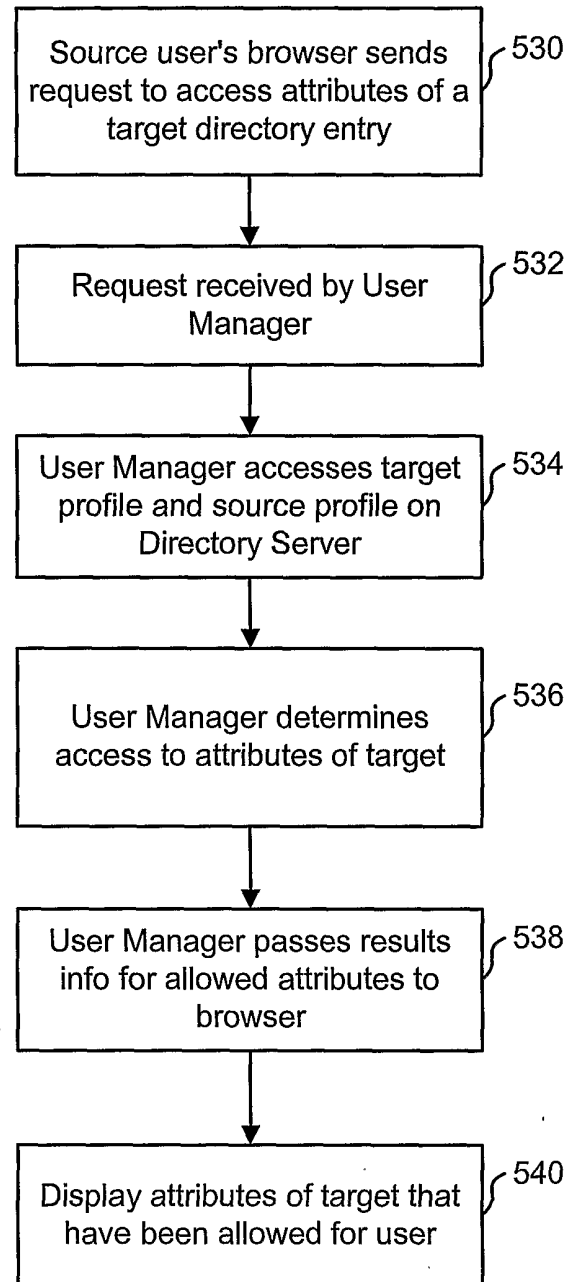 Source user's browser sends
request to access attributes of a
target directory entry
530
Request received by User
Manager
532
User Manager accesses target
profile and source profile on
Directory Server
534
User Manager determines
access to attributes of target
536
User Manager passes results
info for allowed attributes to
browser
538
Display attributes of target that
have been allowed for user
540